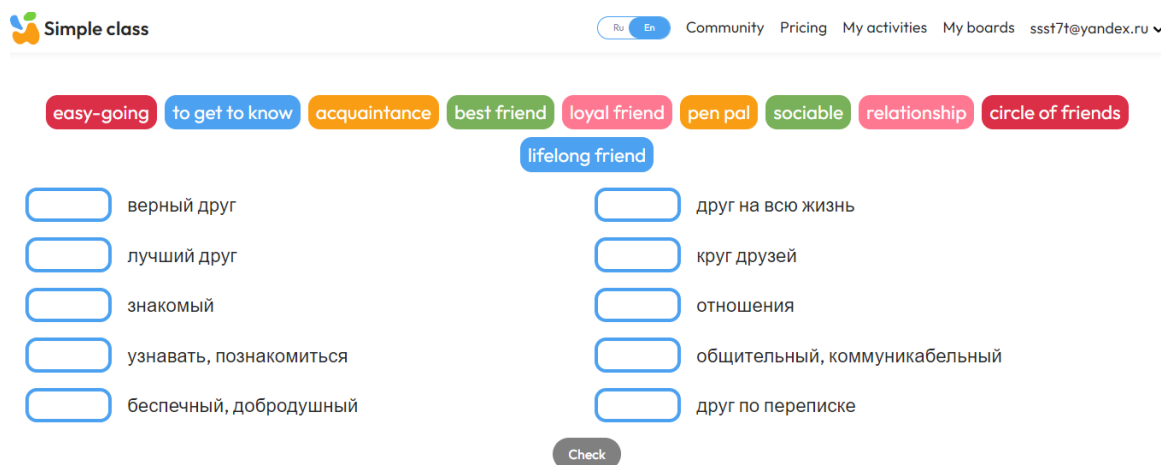 Simple class Ru En Community Pricing My activities My boards ssst7t@yandex.ru
easy-going to get to know acquaintance best friend loyal friend pen pal sociable relationship circle of friends
lifelong friend
верный друг друг на всю жизнь
лучший друг круг друзей
знакомый отношения
узнавать, познакомиться общительный, коммуникабельный
беспечный, добродушный друг по переписке
Check